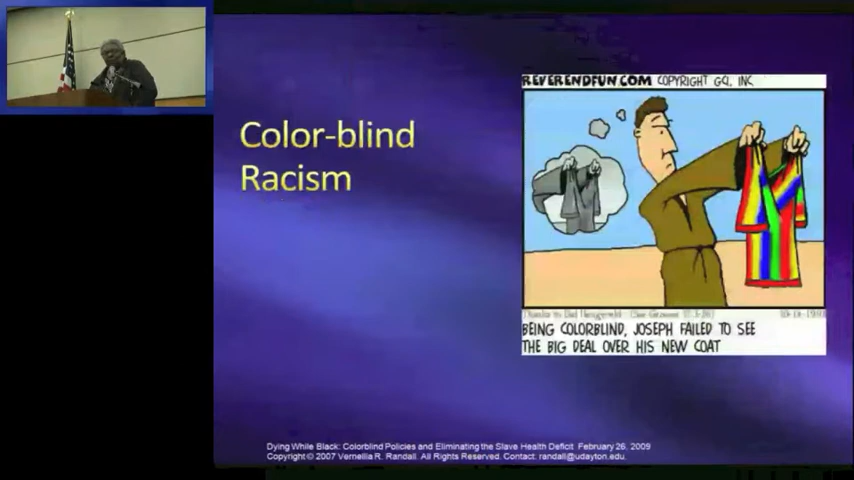 Color-blind
Racism
REVERENDFUN.COM COPYRIGHT GCI, INC.
BEING COLORBLIND, JOSEPH FAILED TO SEE
THE BIG DEAL OVER HIS NEW COAT
Dying While Black: Colorblind Policies and Eliminating the Slave Health Deficit February 26, 2009
Copyright © 2007 Vernellia R. Randall. All Rights Reserved. Contact: randall@udayton.edu.